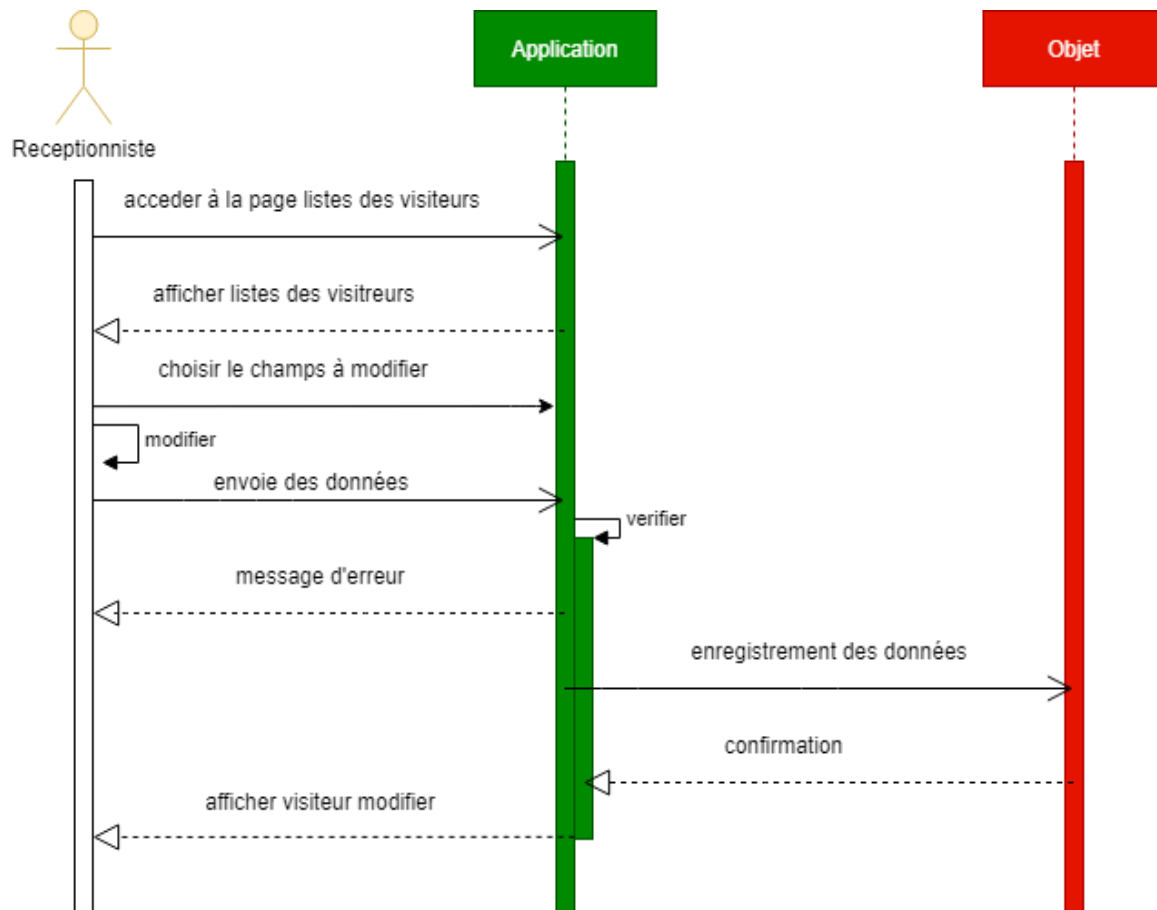 Application
Objet
Receptionniste
acceder à la page listes des visiteurs
afficher listes des visitreurs
choisir le champs à modifier
modifier
envoie des données
verifier
message d'erreur
enregistrement des données
confirmation
afficher visiteur modifier